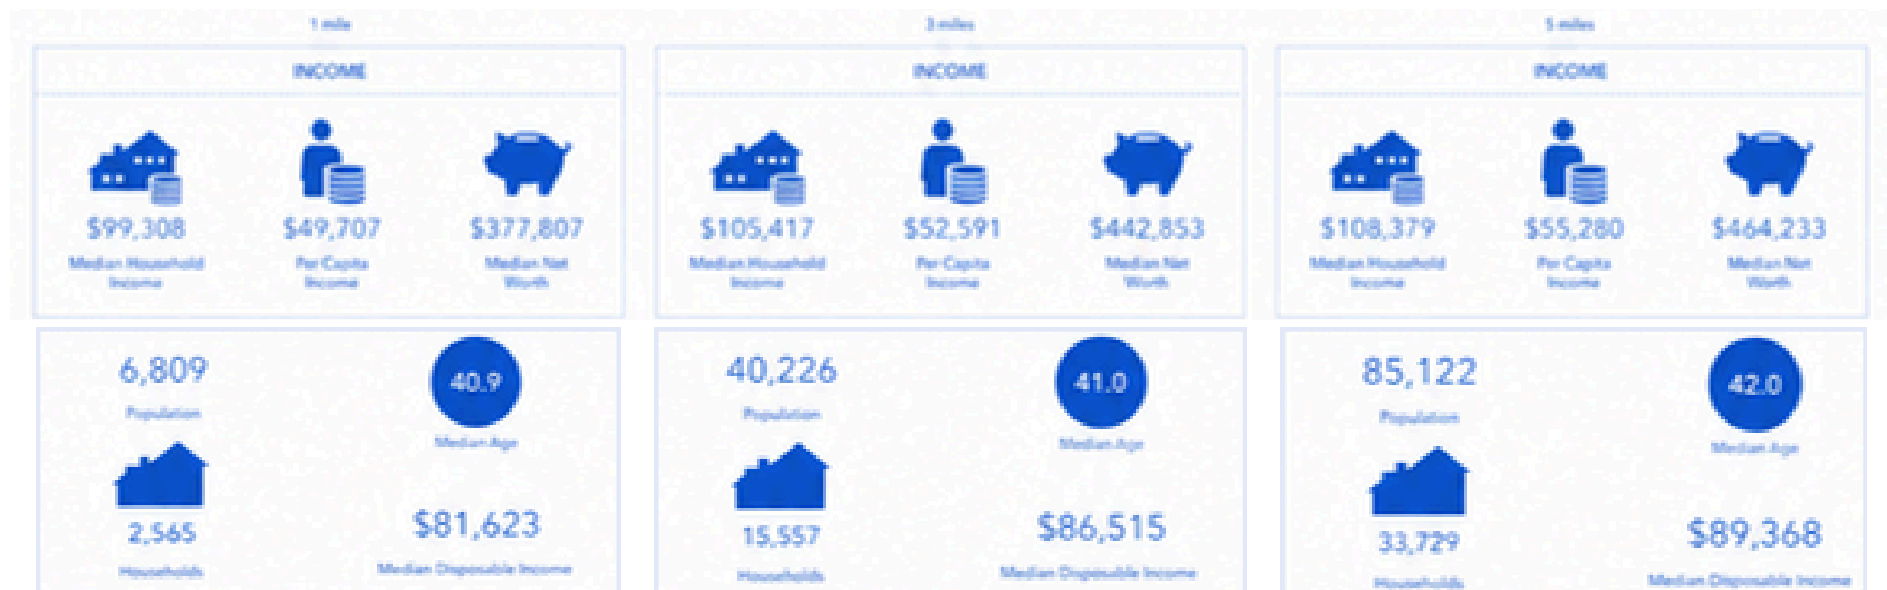 1 mile
INCOME
$99,308
Median Household
Income
$49,707
Per Capita
Income
$377,807
Median Net
Worth
3 miles
INCOME
$105,417
Median Household
Income
$52,591
Per Capita
Income
$442,853
Median Net
Worth
5 miles
INCOME
$108,379
Median Household
Income
$55,280
Per Capita
Income
$464,233
Median Net
Worth
6,809
Population
2,565
Households
40.9
Median Age
$81,623
Median Disposable Income
40,226
Population
15,557
Households
41.0
Median Age
$86,515
Median Disposable Income
85,122
Population
33,729
Households
42.0
Median Age
$89,368
Median Disposable Income